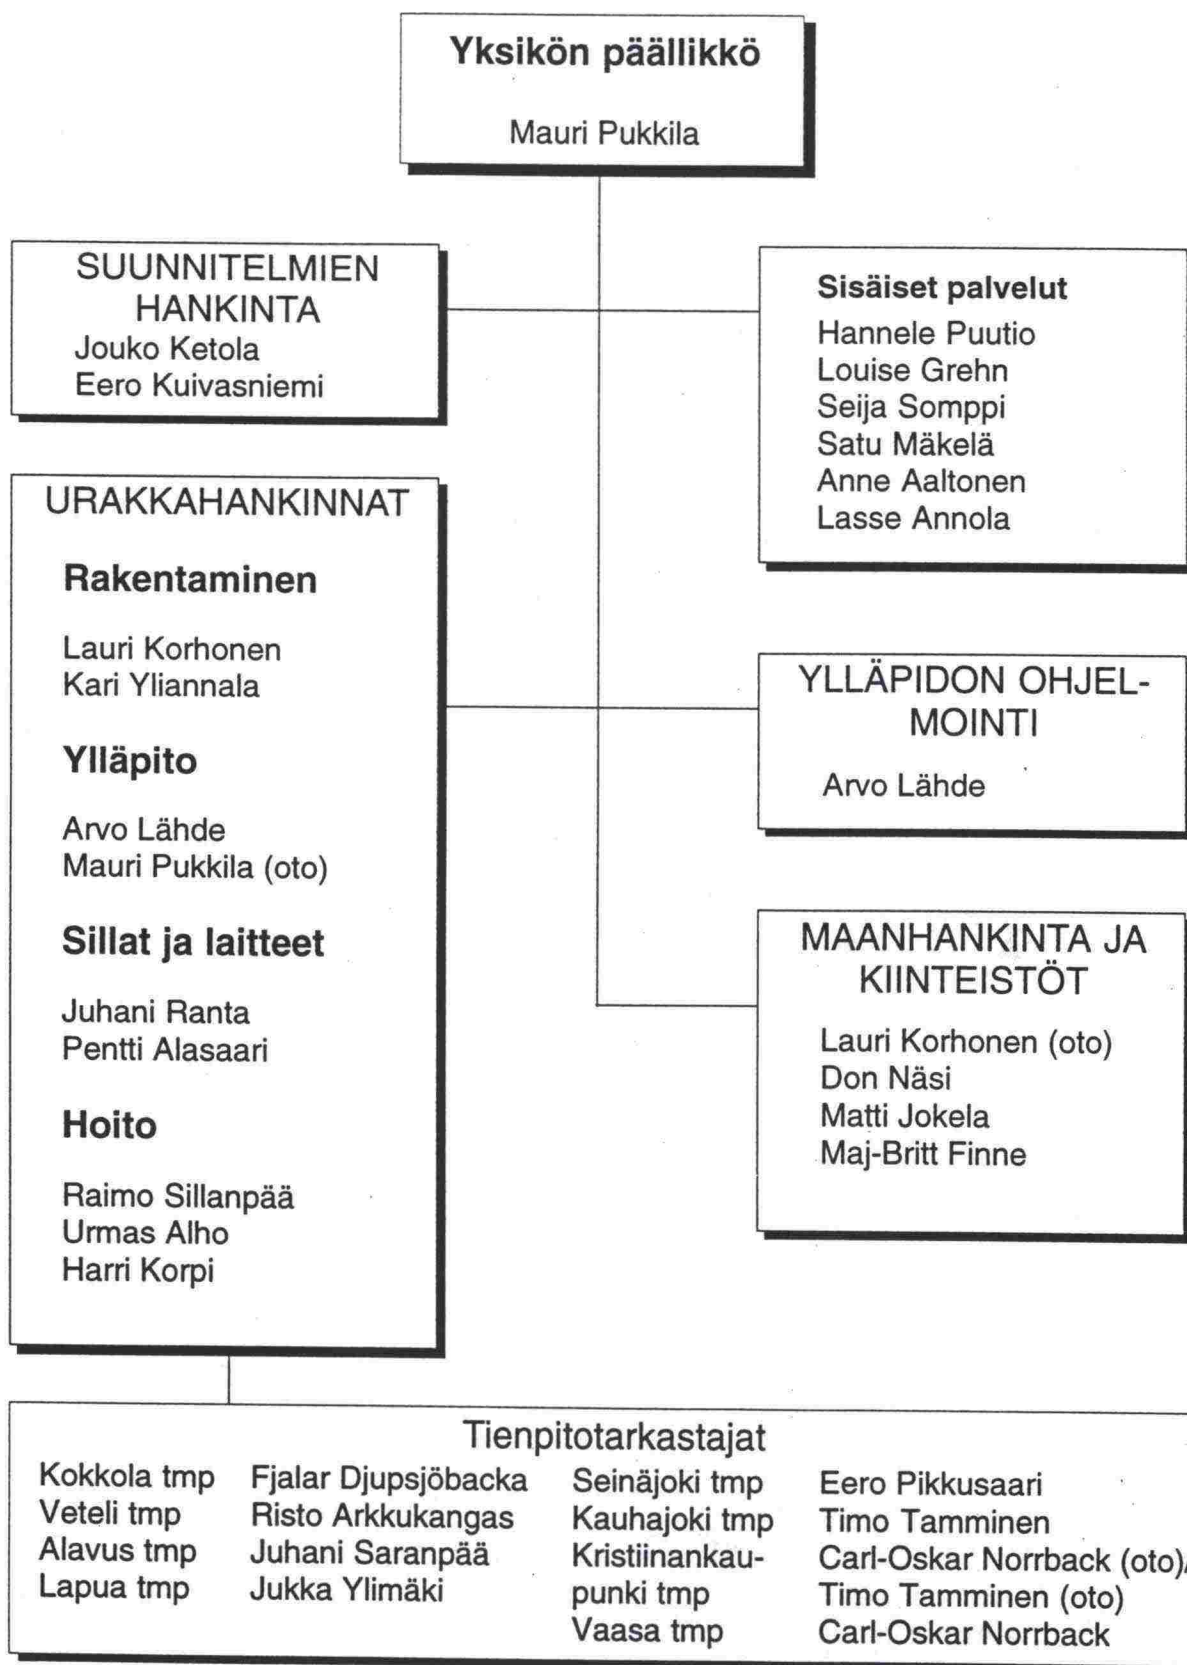 Yksikön päällikkö
Mauri Pukkila
SUUNNITELMIEN
HANKINTA
Jouko Ketola
Eero Kuivasniemi
Sisäiset palvelut
Hannele Puutio
Louise Grehn
Seija Somppi
Satu Mäkelä
Anne Aaltonen
Lasse Annola
URAKKAHANKINNAT
Rakentaminen
Lauri Korhonen
Kari Yliannala
Ylläpito
Arvo Lähde
Mauri Pukkila (oto)
Sillat ja laitteet
Juhani Ranta
Pentti Alasaari
Hoito
Raimo Sillanpää
Urmas Alho
Harri Korpi
YLLÄPIDON OHJEL-
MOINTI
Arvo Lähde
MAANHANKINTA JA
KIINTEISTÖT
Lauri Korhonen (oto)
Don Näsi
Matti Jokela
Maj-Britt Finne
Tienpitotarkastajat
Kokkola tmp Fjalar Djupsjöbacka Seinäjoki tmp Eero Pikkusaari
Veteli tmp Risto Arkkukangas Kauhajoki tmp Timo Tamminen
Alavus tmp Juhani Saranpää Kristiinankau- Carl-Oskar Norrback (oto)/
Lapua tmp Jukka Ylimäki punki tmp Timo Tamminen (oto)
Vaasa tmp Carl-Oskar Norrback